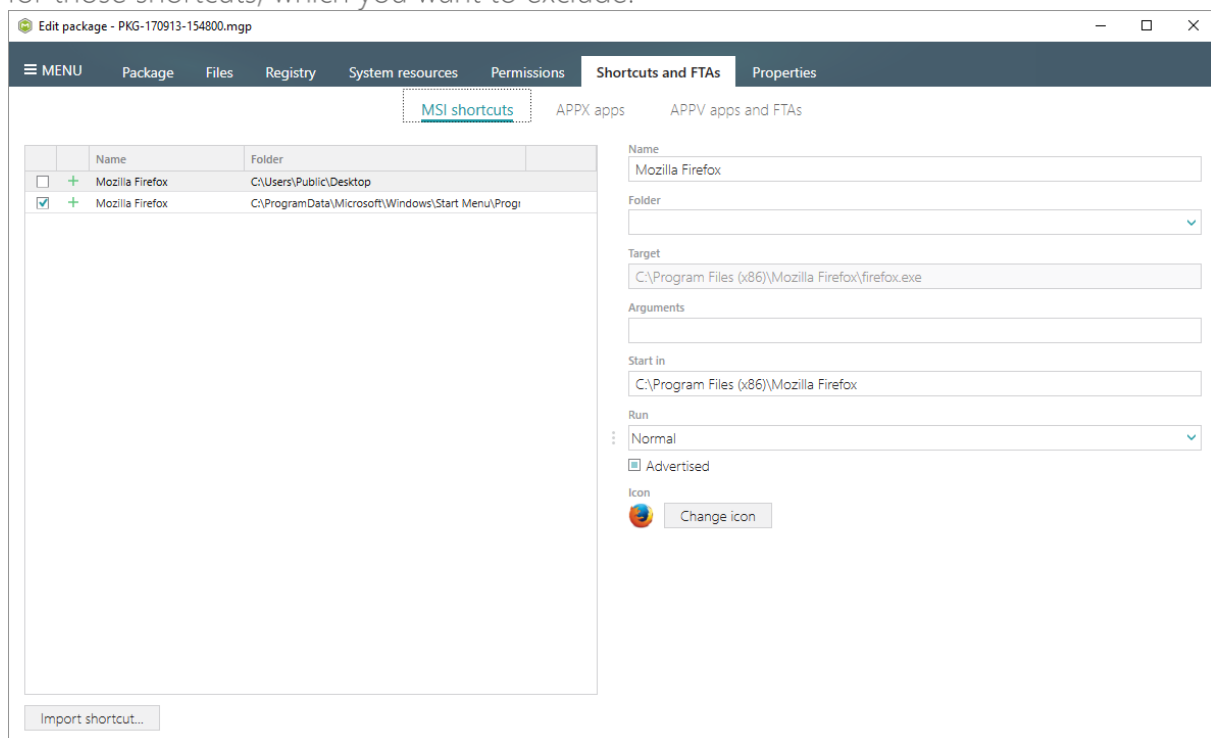 for those shortcuts, which you want to exclude.
Edit package - PKG-170913-154800.mgp
MENU Package Files Registry System resources Permissions Shortcuts and FTAs Properties
MSI shortcuts APPX apps APPV apps and FTAs
Name Folder
Mozilla Firefox C:\Users\Public\Desktop
Mozilla Firefox C:\ProgramData\Microsoft\Windows\Start Menu\Progr
Name
Mozilla Firefox
Folder
Target
C:\Program Files (x86)\Mozilla Firefox\firefox.exe
Arguments
Start in
C:\Program Files (x86)\Mozilla Firefox
Run
Normal
Advertised
Icon
Change icon
Import shortcut...